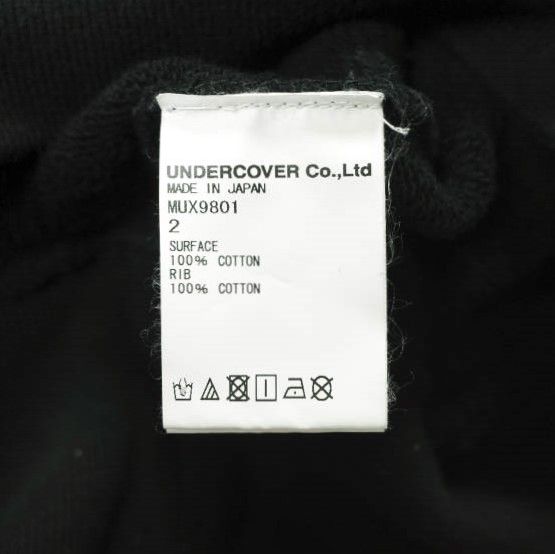 UNDERCOVER Co.,Ltd
MADE IN JAPAN
MUX9801
2
SURFACE
100% COTTON
RIB
100% COTTON